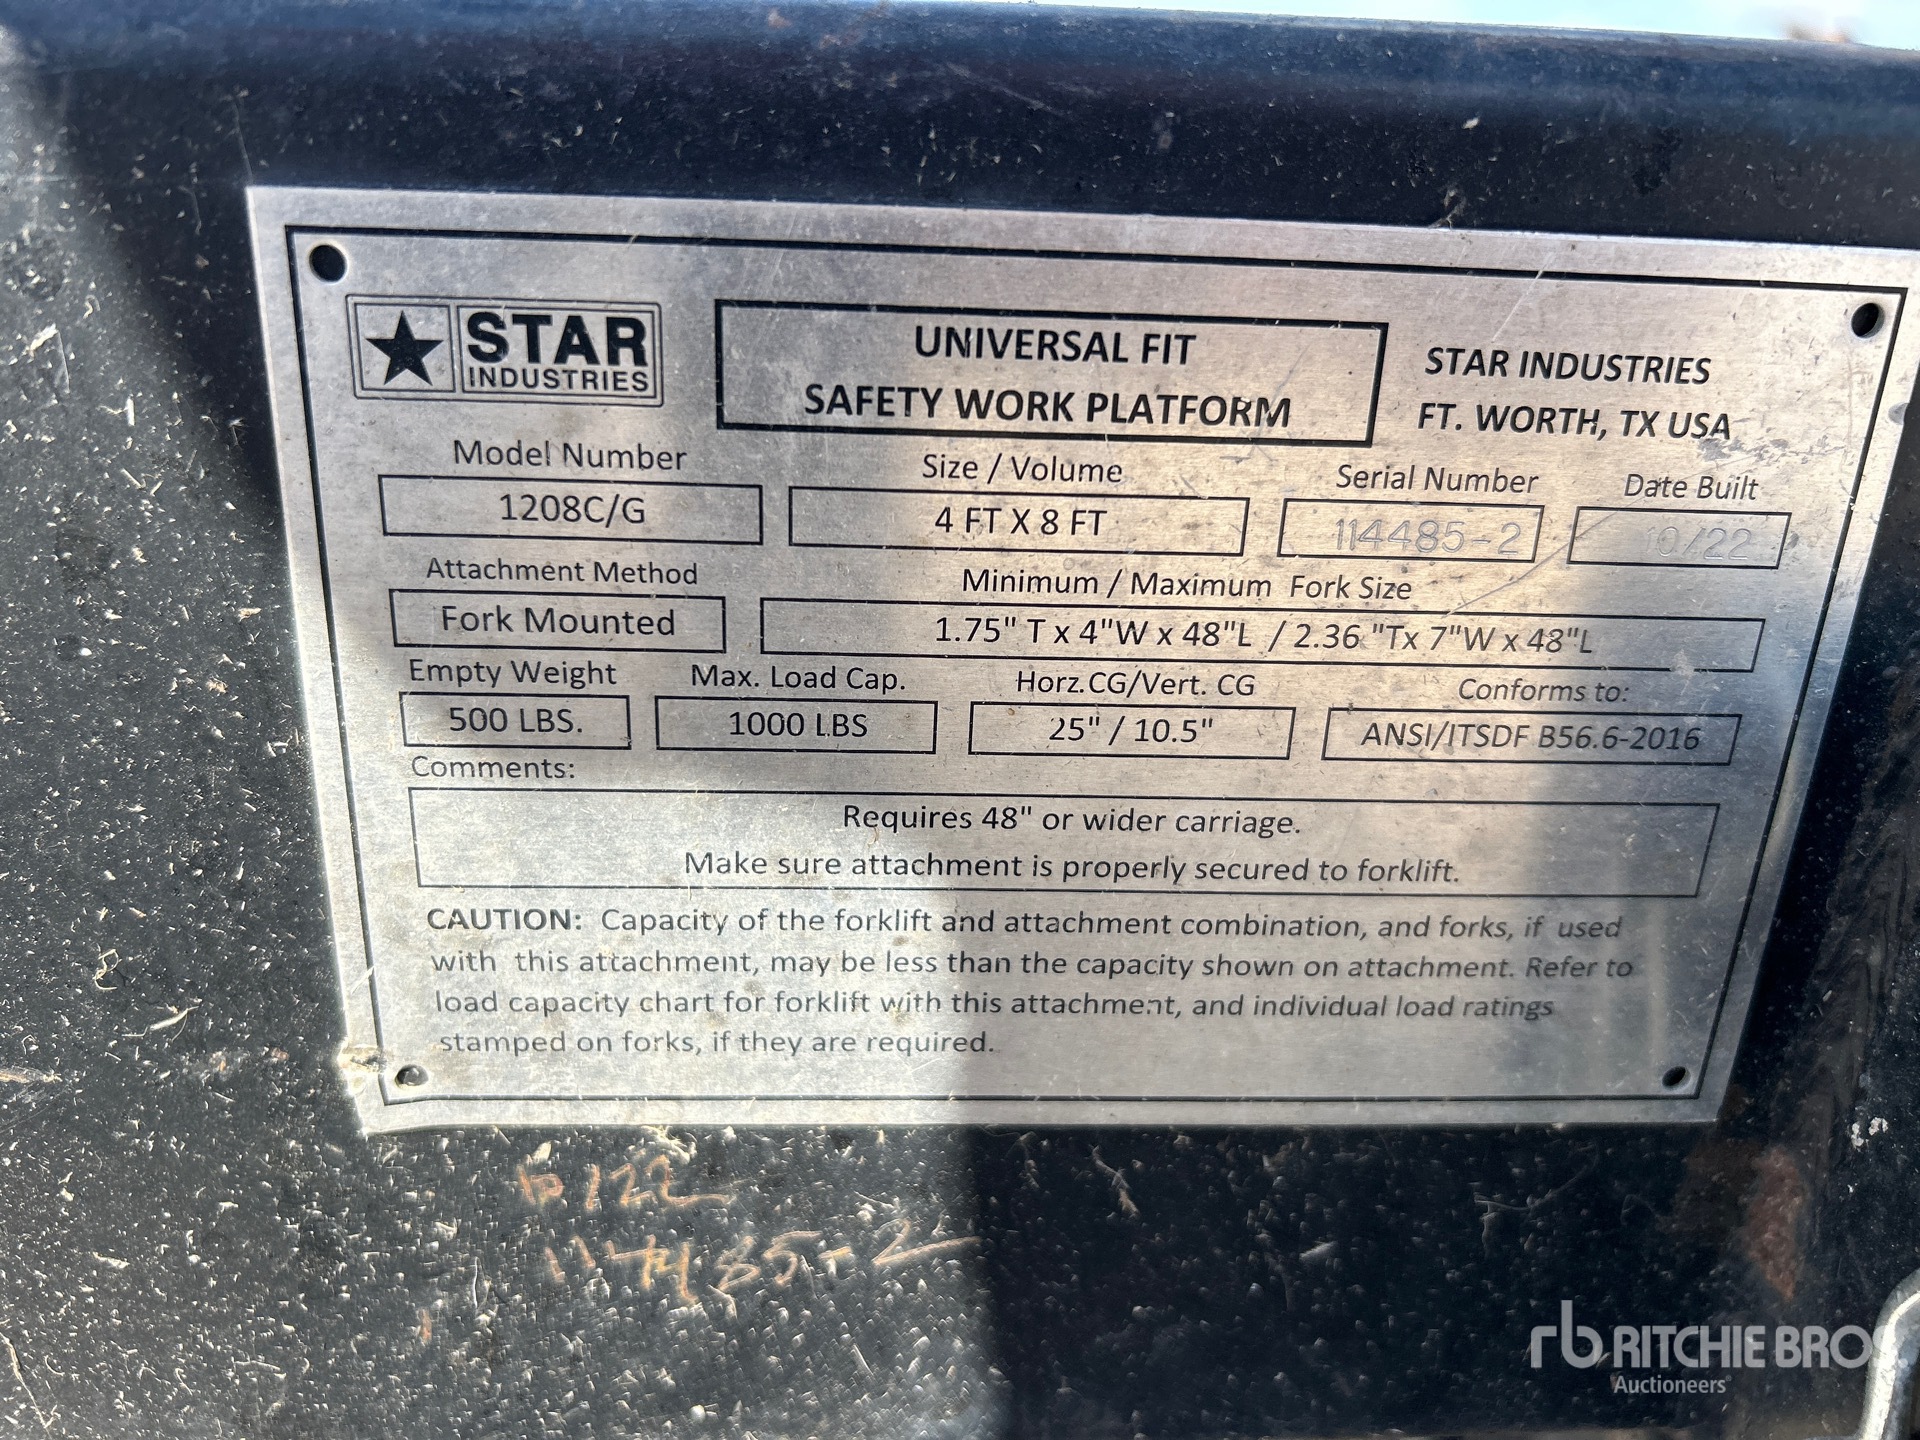 STAR
INDUSTRIES
UNIVERSAL FIT
SAFETY WORK PLATFORM
STAR INDUSTRIES
FT. WORTH, TX USA
Model Number
1208C/G
Size / Volume
4 FT X 8 FT
Serial Number
114485-2
Date Built
10/22
Attachment Method
Fork Mounted
Minimum / Maximum Fork Size
1.75" T x 4"W x 48"L / 2.36 "Tx 7"W x 48"L
Empty Weight
500 LBS.
Max. Load Cap.
1000 LBS
Horz.CG/Vert. CG
25" / 10.5"
Conforms to:
ANSI/ITSDF B56.6-2016
Comments:
Requires 48" or wider carriage.
Make sure attachment is properly secured to forklift.
CAUTION: Capacity of the forklift and attachment combination, and forks, if used
with this attachment, may be less than the capacity shown on attachment. Refer to
load capacity chart for forklift with this attachment, and individual load ratings
stamped on forks, if they are required.
114485-2
rb RITCHIE BROS.
Auctioneers